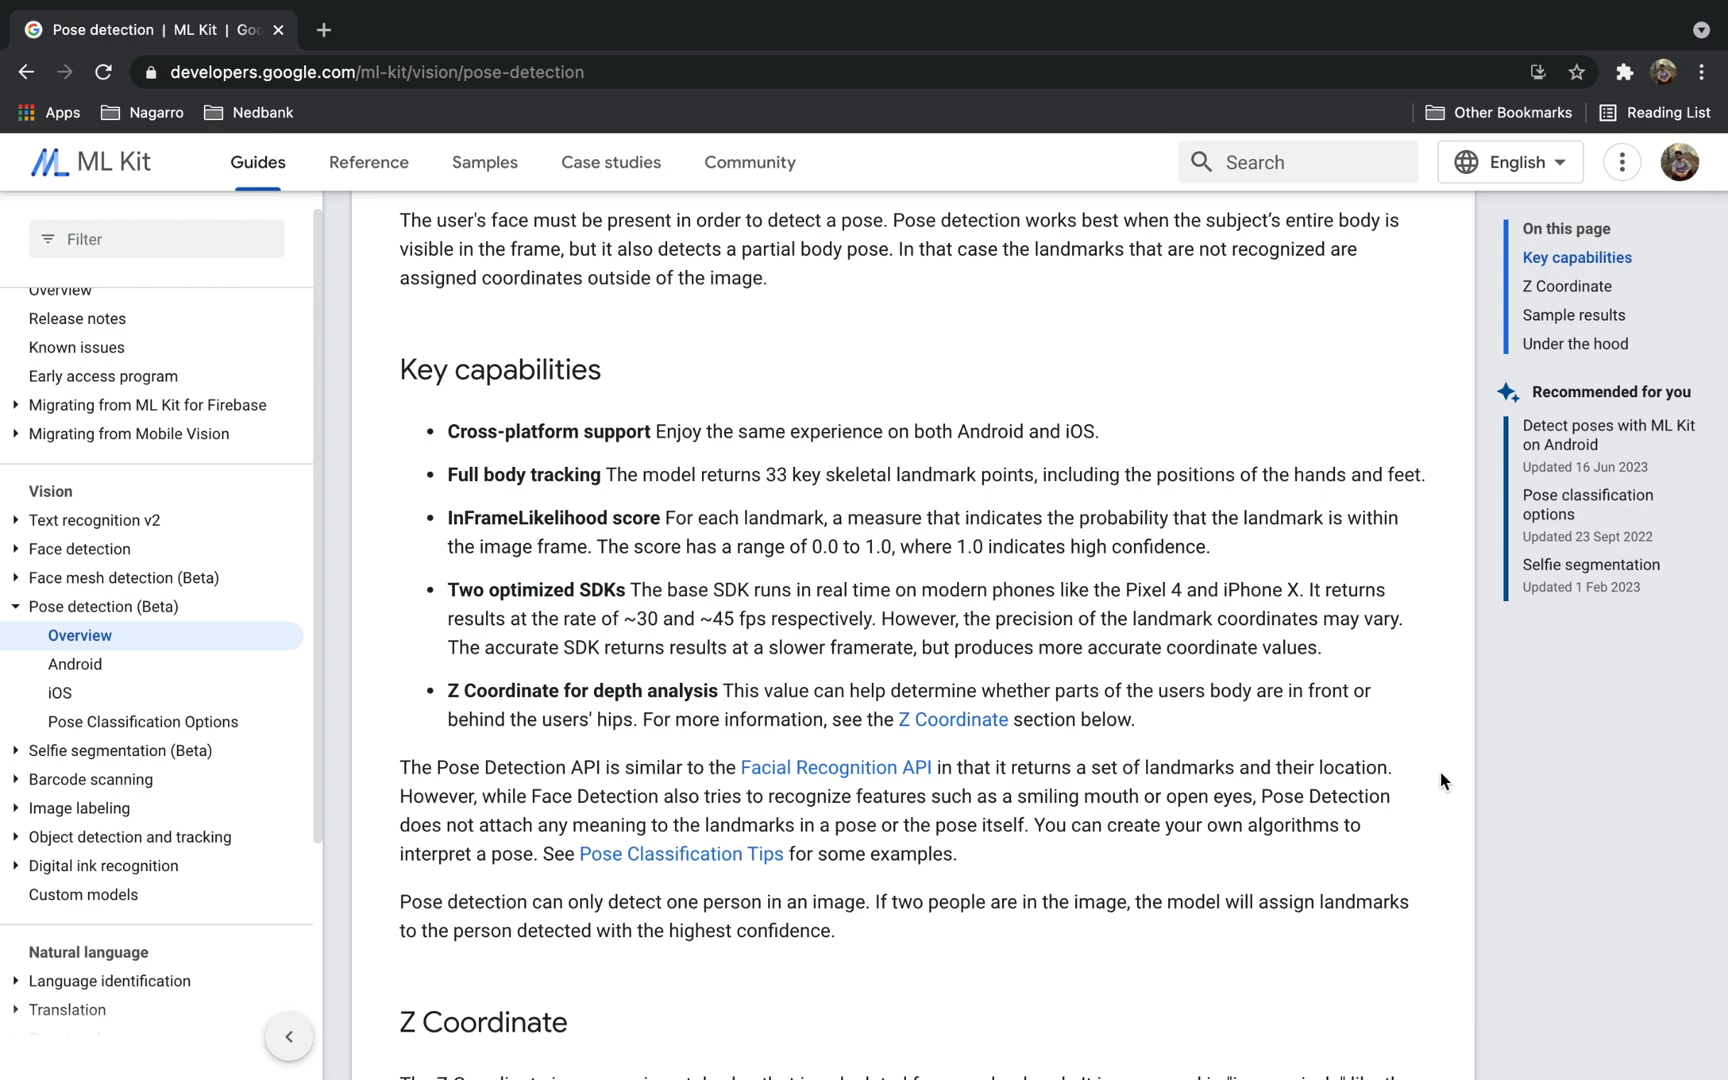 Pose detection | ML Kit | Goo
developers.google.com/ml-kit/vision/pose-detection
Apps
Nagarro
Nedbank
Other Bookmarks
Reading List
ML Kit
Guides
Reference
Samples
Case studies
Community
Search
English
Filter
Overview
Release notes
Known issues
Early access program
Migrating from ML Kit for Firebase
Migrating from Mobile Vision
Vision
Text recognition v2
Face detection
Face mesh detection (Beta)
Pose detection (Beta)
Overview
Android
iOS
Pose Classification Options
Selfie segmentation (Beta)
Barcode scanning
Image labeling
Object detection and tracking
Digital ink recognition
Custom models
Natural language
Language identification
Translation
The user's face must be present in order to detect a pose. Pose detection works best when the subject’s entire body is
visible in the frame, but it also detects a partial body pose. In that case the landmarks that are not recognized are
assigned coordinates outside of the image.
Key capabilities
• Cross-platform support Enjoy the same experience on both Android and iOS.
• Full body tracking The model returns 33 key skeletal landmark points, including the positions of the hands and feet.
• InFrameLikelihood score For each landmark, a measure that indicates the probability that the landmark is within
the image frame. The score has a range of 0.0 to 1.0, where 1.0 indicates high confidence.
• Two optimized SDKs The base SDK runs in real time on modern phones like the Pixel 4 and iPhone X. It returns
results at the rate of ~30 and ~45 fps respectively. However, the precision of the landmark coordinates may vary.
The accurate SDK returns results at a slower framerate, but produces more accurate coordinate values.
• Z Coordinate for depth analysis This value can help determine whether parts of the users body are in front or
behind the users' hips. For more information, see the Z Coordinate section below.
The Pose Detection API is similar to the Facial Recognition API in that it returns a set of landmarks and their location.
However, while Face Detection also tries to recognize features such as a smiling mouth or open eyes, Pose Detection
does not attach any meaning to the landmarks in a pose or the pose itself. You can create your own algorithms to
interpret a pose. See Pose Classification Tips for some examples.
Pose detection can only detect one person in an image. If two people are in the image, the model will assign landmarks
to the person detected with the highest confidence.
Z Coordinate
On this page
Key capabilities
Z Coordinate
Sample results
Under the hood
Recommended for you
Detect poses with ML Kit
on Android
Updated 16 Jun 2023
Pose classification
options
Updated 23 Sept 2022
Selfie segmentation
Updated 1 Feb 2023